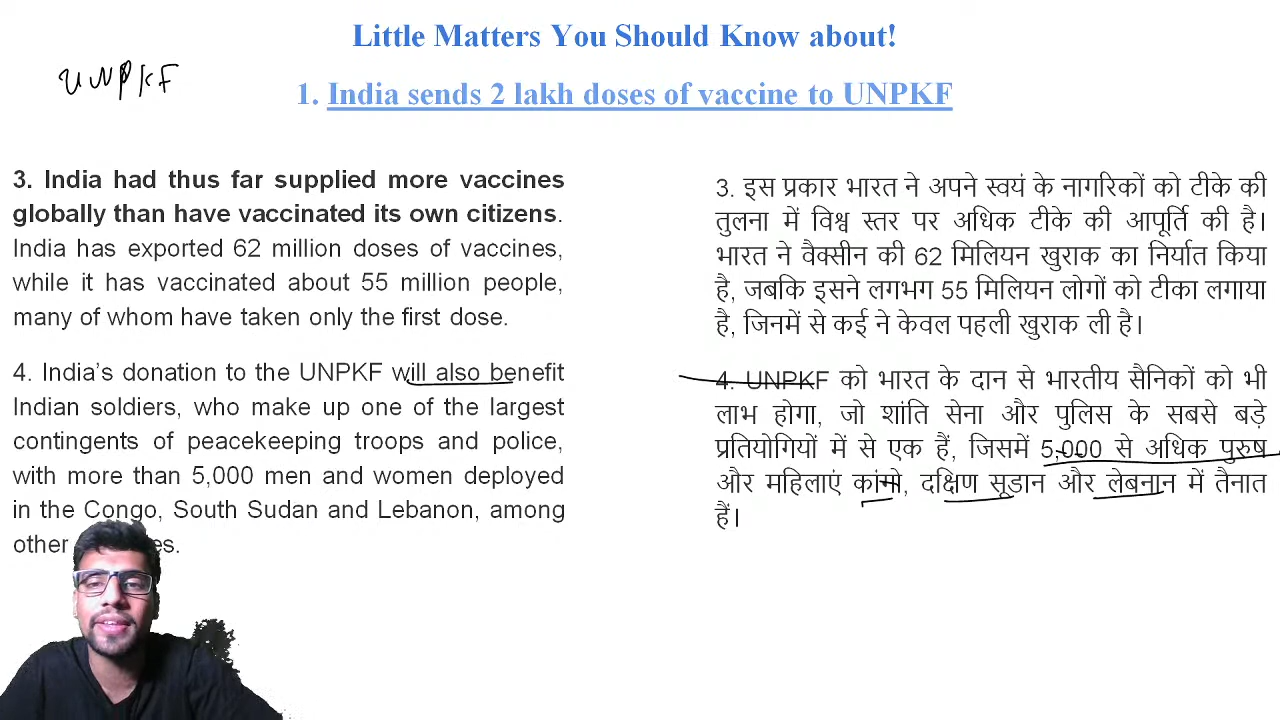 Little Matters You Should Know about!
UNPKF
1. India sends 2 lakh doses of vaccine to UNPKF
3. India had thus far supplied more vaccines
globally than have vaccinated its own citizens.
India has exported 62 million doses of vaccines,
while it has vaccinated about 55 million people,
many of whom have taken only the first dose.
4. India's donation to the UNPKF will also benefit
Indian soldiers, who make up one of the largest
contingents of peacekeeping troops and police,
with more than 5,000 men and women deployed
in the Congo, South Sudan and Lebanon, among
other
3. इस प्रकार भारत ने अपने स्वयं के नागरिकों को टीके की
तुलना में विश्व स्तर पर अधिक टीके की आपूर्ति की है।
भारत ने वैक्सीन की 62 मिलियन खुराक का निर्यात किया
है, जबकि इसने लगभग 55 मिलियन लोगों को टीका लगाया
है, जिनमें से कई ने केवल पहली खुराक ली है।
4. UNPKF को भारत के दान से भारतीय सैनिकों को भी
लाभ होगा, जो शांति सेना और पुलिस के सबसे बड़े
प्रतियोगियों में से एक हैं, जिसमें 5,000 से अधिक पुरुष
और महिलाएं कांगो, दक्षिण सूडान और लेबनान में तैनात
हैं।